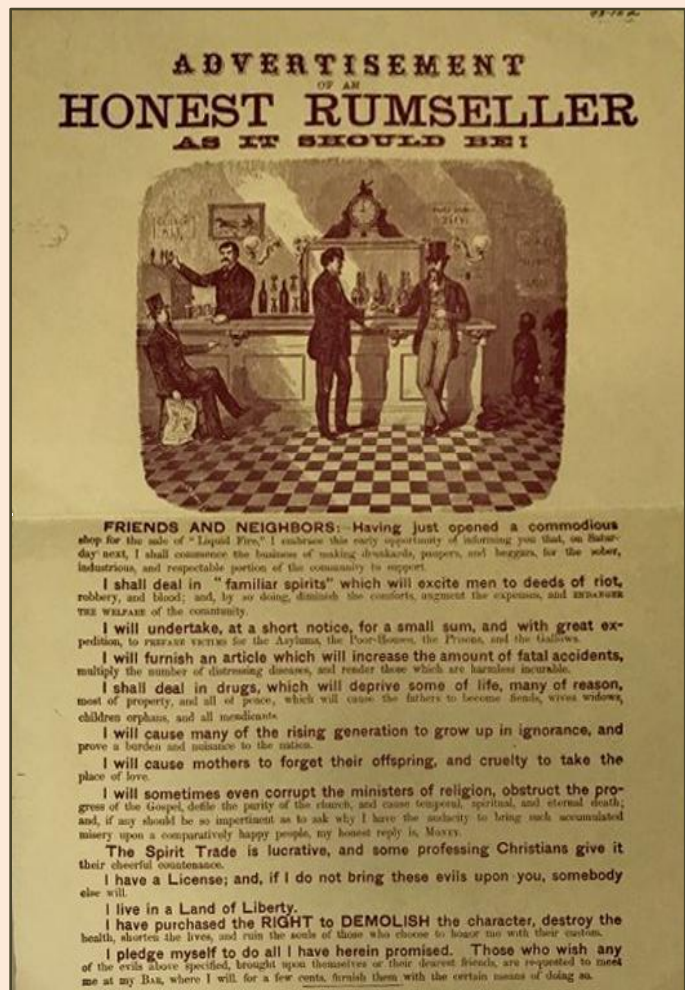 ADVERTISEMENT
OF AN
HONEST RUMSELLER
AS IT SHOULD BE!
FRIENDS AND NEIGHBORS: Having just opened a commodious
shop for the sale of "Liquid Fire," I embrace this early opportunity of informing you that, on Satur-
day next, I shall commence the business of making drunkards, paupers, and beggars, for the sober,
industrious, and respectable portion of the community to support.
I shall deal in "familiar spirits" which will excite men to deeds of riot,
robbery, and blood; and, by so doing, diminish the comforts, augment the expenses, and ENDANGER
THE WELFARE of the community.
I will undertake, at a short notice, for a small sum, and with great ex-
pedition, to PREPARE VICTIMS for the Asylums, the Poor-Houses, the Prisons, and the Gallows.
I will furnish an article which will increase the amount of fatal accidents,
multiply the number of distressing diseases, and render those which are harmless incurable.
I shall deal in drugs, which will deprive some of life, many of reason,
most of property, and all of peace, which will cause the fathers to become fiends, wives widows,
children orphans, and all mendicants.
I will cause many of the rising generation to grow up in ignorance, and
prove a burden and nuisance to the nation.
I will cause mothers to forget their offspring, and cruelty to take the
place of love.
I will sometimes even corrupt the ministers of religion, obstruct the pro-
gress of the Gospel, defile the purity of the church, and cause temporal, spiritual, and eternal death;
and, if any should be so impertinent as to ask why I have the audacity to bring such accumulated
misery upon a comparatively happy people, my honest reply is, MONEY.
The Spirit Trade is lucrative, and some professing Christians give it
their cheerful countenance.
I have a License; and, if I do not bring these evils upon you, somebody
else will.
I live in a Land of Liberty.
I have purchased the RIGHT to DEMOLISH the character, destroy the
health, shorten the lives, and ruin the souls of those who choose to honor me with their custom.
I pledge myself to do all I have herein promised. Those who wish any
of the evils above specified, brought upon themselves or their dearest friends, are requested to meet
me at my BAR, where I will, for a few cents, furnish them with the certain means of doing so.